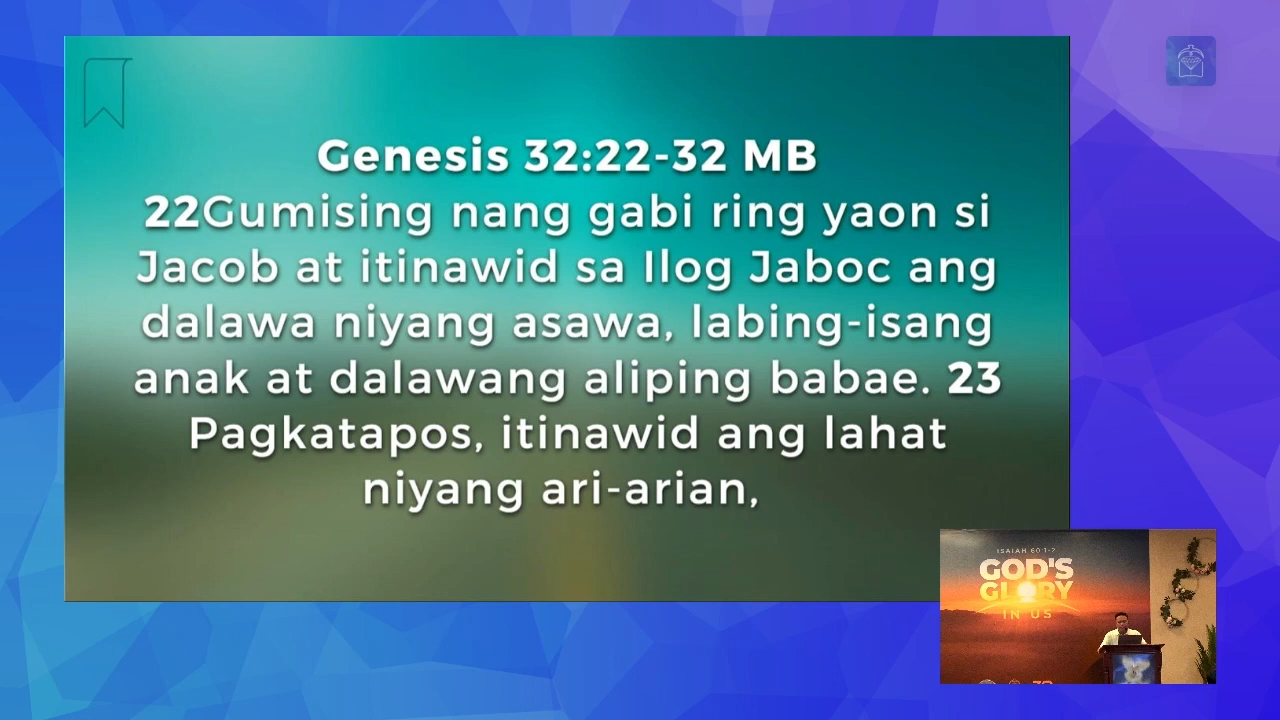 Genesis 32:22-32 MB
22Gumising nang gabi ring yaon si
Jacob at itinawid sa Ilog Jaboc ang
dalawa niyang asawa, labing-isang
anak at dalawang aliping babae. 23
Pagkatapos, itinawid ang lahat
niyang ari-arian,
ISAIAH 60:1-7
GOD'S
GLORY
IN US